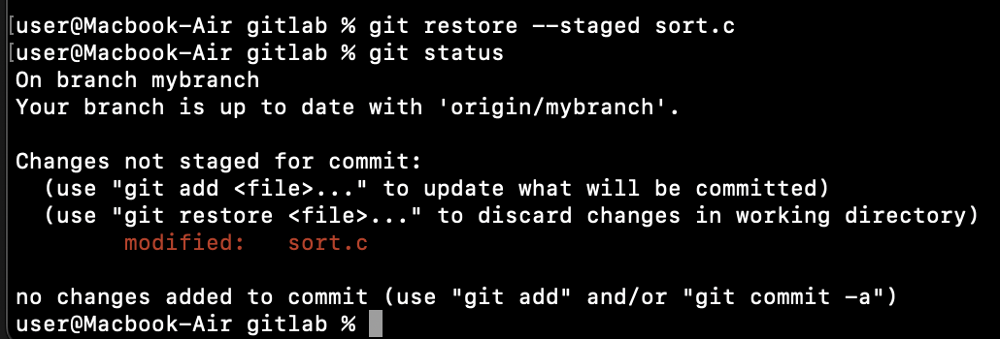 [user@Macbook-Air gitlab % git restore --staged sort.c
[user@Macbook-Air gitlab % git status
On branch mybranch
Your branch is up to date with 'origin/mybranch'.

Changes not staged for commit:
  (use "git add <file>..." to update what will be committed)
  (use "git restore <file>..." to discard changes in working directory)
        modified:   sort.c

no changes added to commit (use "git add" and/or "git commit -a")
user@Macbook-Air gitlab %